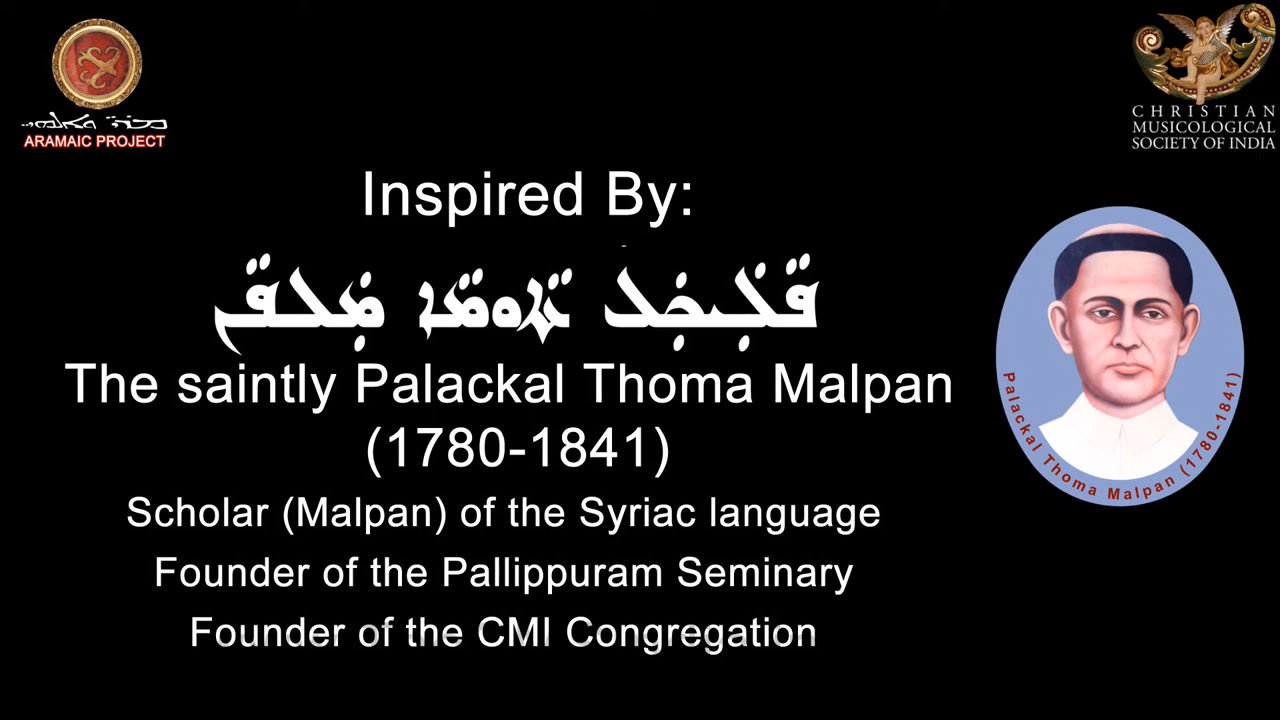 ARAMAIC PROJECT
CHRISTIAN
MUSICOLOGICAL
SOCIETY OF INDIA
Inspired By:
The saintly Palackal Thoma Malpan
(1780-1841)
Scholar (Malpan) of the Syriac language
Founder of the Pallippuram Seminary
Founder of the CMI Congregation
Palackal Thoma Malpan (1780-1841)